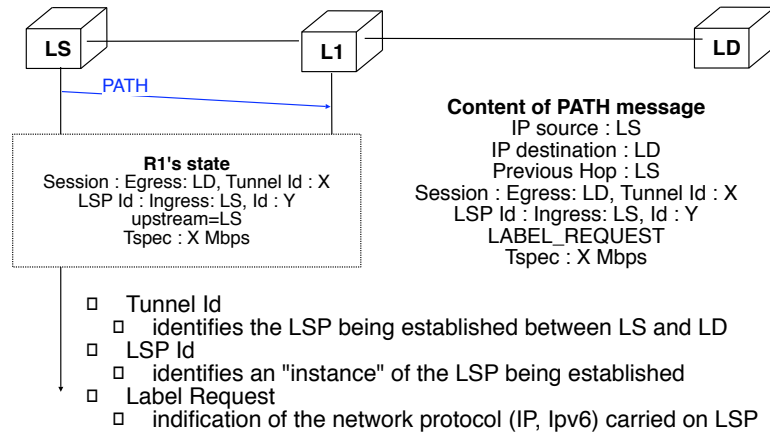 LS
L1
LD
PATH
Content of PATH message
IP source : LS
IP destination : LD
Previous Hop : LS
Session : Egress: LD, Tunnel Id : X
LSP Id : Ingress: LS, Id : Y
LABEL_REQUEST
Tspec : X Mbps
R1's state
Session : Egress: LD, Tunnel Id : X
LSP Id : Ingress: LS, Id : Y
upstream=LS
Tspec : X Mbps
Tunnel Id
identifies the LSP being established between LS and LD
LSP Id
identifies an "instance" of the LSP being established
Label Request
indification of the network protocol (IP, Ipv6) carried on LSP